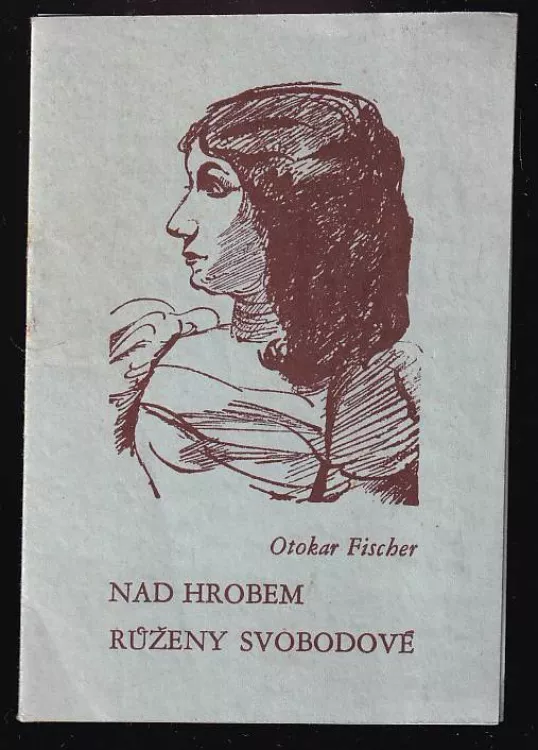 Otokar Fischer
NAD HROBEM
RŮŽENY SVOBODOVÉ